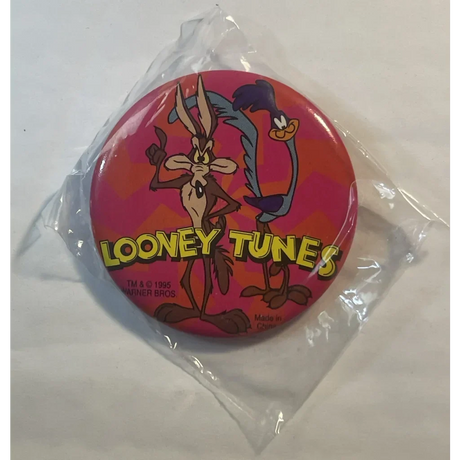 LOONEY TUNES
TM & © 1995
WARNER BROS.
Made in
China